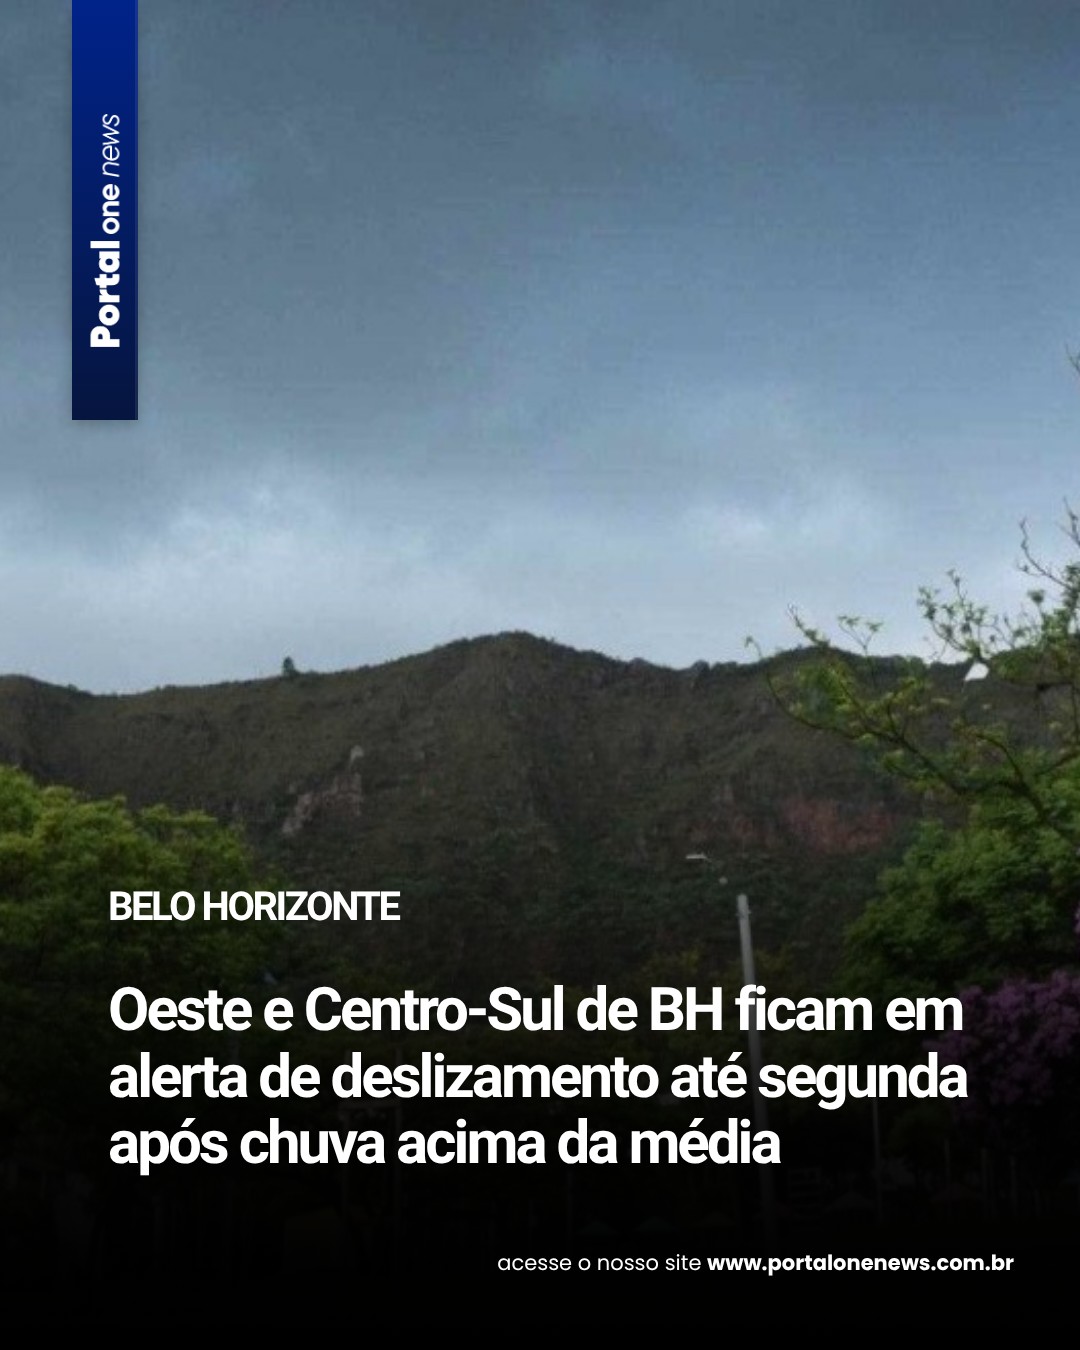 Portal one news
BELO HORIZONTE
Oeste e Centro-Sul de BH ficam em
alerta de deslizamento até segunda
após chuva acima da média
acesse o nosso site www.portalonenews.com.br